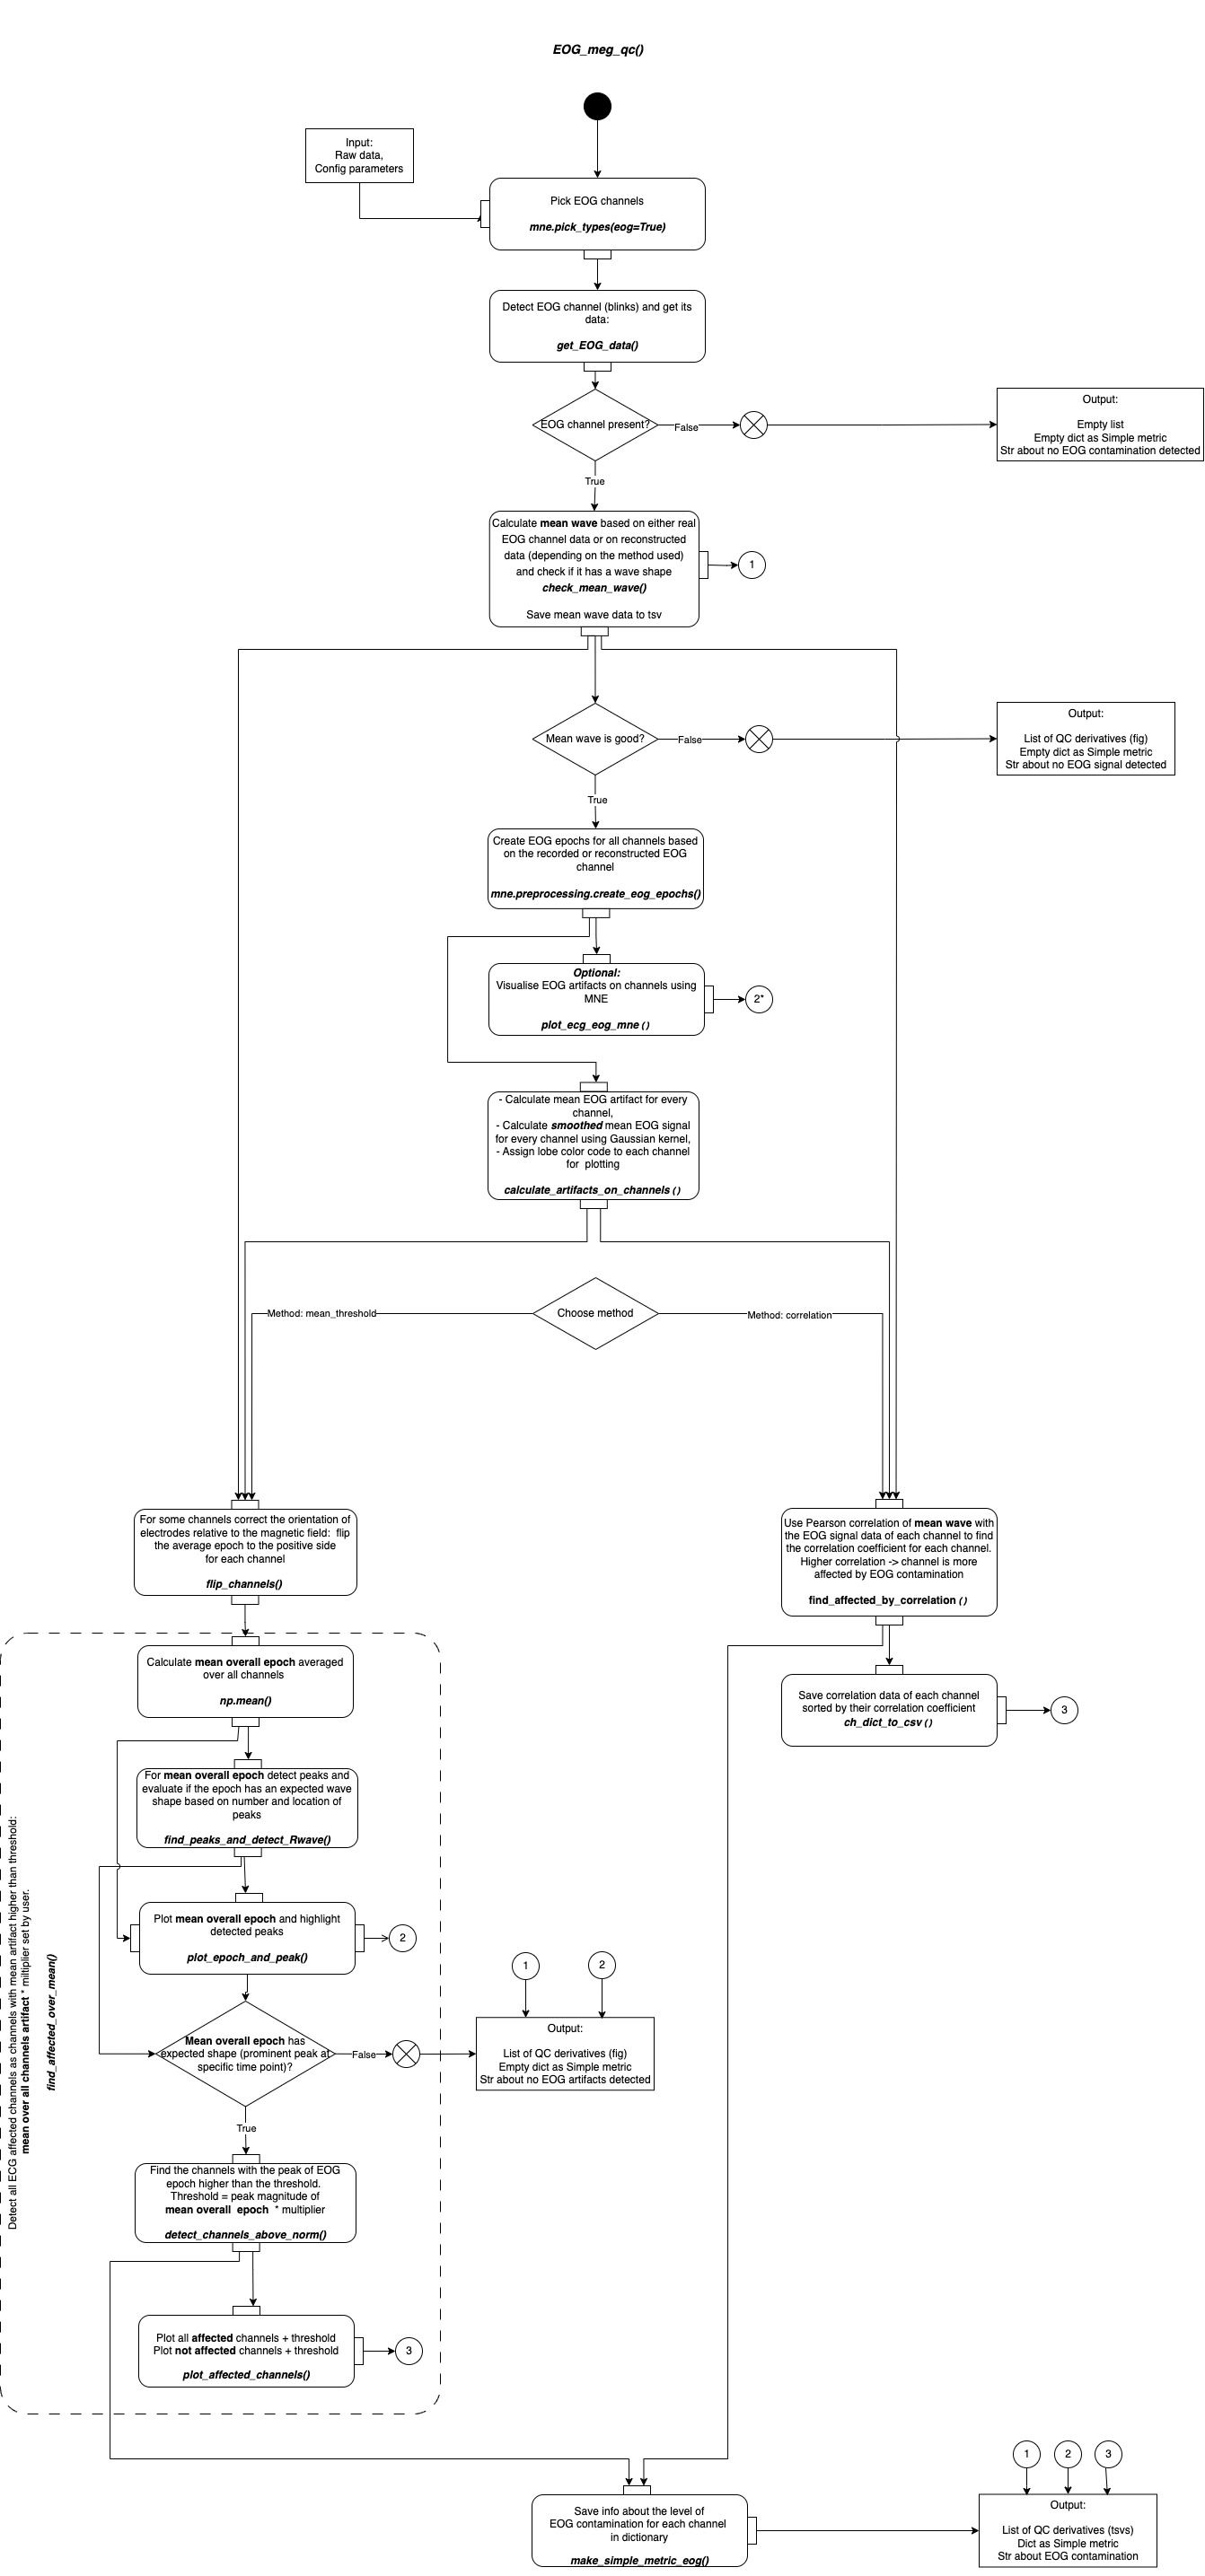 EOG_meg_qc()
Input:
Raw data,
Config parameters
Pick EOG channels
mne.pick_types(eog=True)
Detect EOG channel (blinks) and get its
data:
get_EOG_data()
EOG channel present?
False
Output:
Empty list
Empty dict as Simple metric
Str about no EOG contamination detected
True
Calculate mean wave based on either real
EOG channel data or on reconstructed
data (depending on the method used)
and check if it has a wave shape
check_mean_wave()
Save mean wave data to tsv
1
Mean wave is good?
False
Output:
List of QC derivatives (fig)
Empty dict as Simple metric
Str about no EOG signal detected
True
Create EOG epochs for all channels based
on the recorded or reconstructed EOG
channel
mne.preprocessing.create_eog_epochs()
Optional:
Visualise EOG artifacts on channels using
MNE
plot_ecg_eog_mne ( )
2*
- Calculate mean EOG artifact for every
channel,
- Calculate smoothed mean EOG signal
for every channel using Gaussian kernel,
- Assign lobe color code to each channel
for plotting
calculate_artifacts_on_channels ( )
Choose method
Method: mean_threshold
Method: correlation
For some channels correct the orientation of
electrodes relative to the magnetic field: flip
the average epoch to the positive side
for each channel
flip_channels()
Use Pearson correlation of mean wave with
the EOG signal data of each channel to find
the correlation coefficient for each channel.
Higher correlation -> channel is more
affected by EOG contamination
find_affected_by_correlation ( )
Save correlation data of each channel
sorted by their correlation coefficient
ch_dict_to_csv ( )
3
Calculate mean overall epoch averaged
over all channels
np.mean()
For mean overall epoch detect peaks and
evaluate if the epoch has an expected wave
shape based on number and location of
peaks
find_peaks_and_detect_Rwave()
Plot mean overall epoch and highlight
detected peaks
plot_epoch_and_peak()
2
Mean overall epoch has
expected shape (prominent peak at
specific time point)?
False
1
2
Output:
List of QC derivatives (fig)
Empty dict as Simple metric
Str about no EOG artifacts detected
True
Find the channels with the peak of EOG
epoch higher than the threshold.
Threshold = peak magnitude of
mean overall epoch * multiplier
detect_channels_above_norm()
Plot all affected channels + threshold
Plot not affected channels + threshold
plot_affected_channels()
3
Detect all ECG affected channels as channels with mean artifact higher than threshold:
mean over all channels artifact * miltiplier set by user.
find_affected_over_mean()
Save info about the level of
EOG contamination for each channel
in dictionary
make_simple_metric_eog()
1
2
3
Output:
List of QC derivatives (tsvs)
Dict as Simple metric
Str about EOG contamination